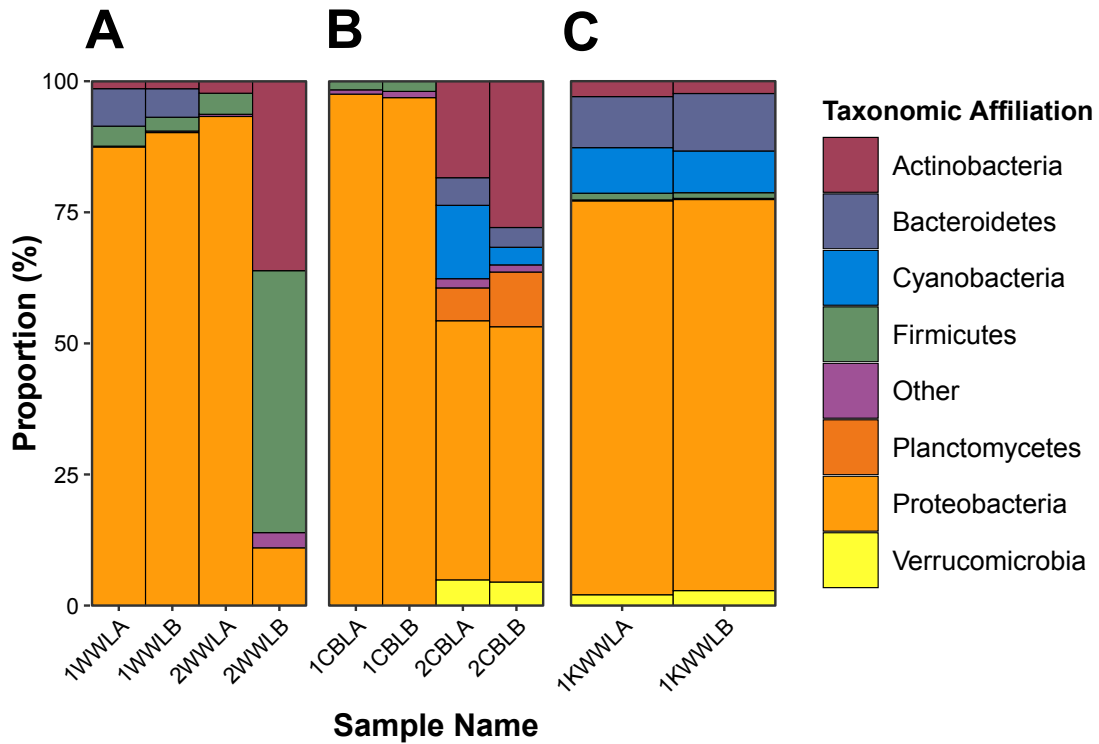 A
B
C
Proportion (%)
100
75
50
25
0
1WWLA
1WWLB
2WWLA
2WWLB
1CBLA
1CBLB
2CBLA
2CBLB
1KWWLA
1KWWLB
Sample Name
Taxonomic Affiliation
Actinobacteria
Bacteroidetes
Cyanobacteria
Firmicutes
Other
Planctomycetes
Proteobacteria
Verrucomicrobia